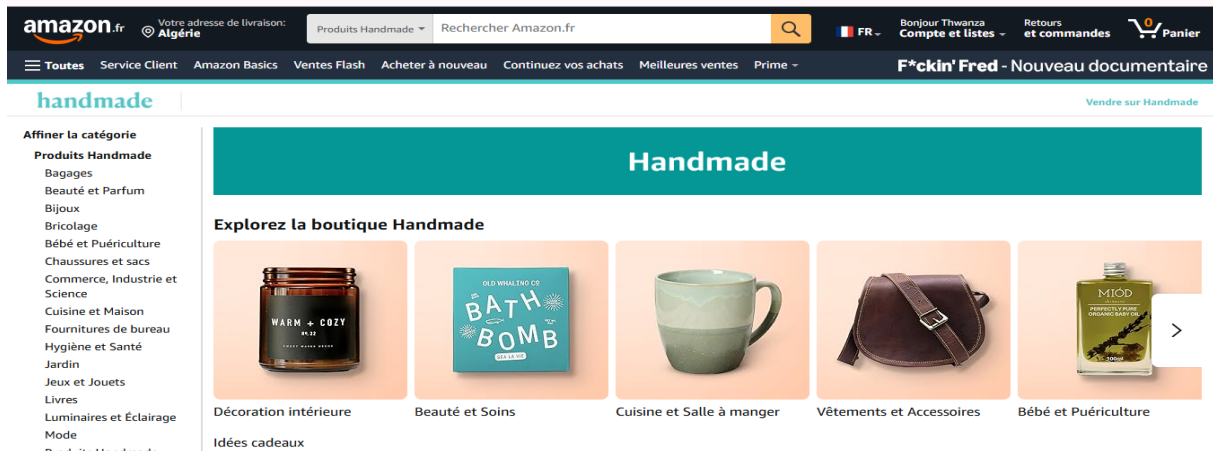 amazon.fr
Votre adresse de livraison:
Algérie
Produits Handmade
Rechercher Amazon.fr
FR
Bonjour Thwanza
Compte et listes
Retours
et commandes
0
Panier
Toutes
Service Client
Amazon Basics
Ventes Flash
Acheter à nouveau
Continuez vos achats
Meilleures ventes
Prime
F*ckin' Fred - Nouveau documentaire
handmade
Vendre sur Handmade
Affiner la catégorie
Produits Handmade
Bagages
Beauté et Parfum
Bijoux
Bricolage
Bébé et Puériculture
Chaussures et sacs
Commerce, Industrie et
Science
Cuisine et Maison
Fournitures de bureau
Hygiène et Santé
Jardin
Jeux et Jouets
Livres
Luminaires et Éclairage
Mode
Handmade
Explorez la boutique Handmade
WARM + COZY
OLD WHALING CO
BATH
BOMB
SEA LA VIE
MIÓD
PERFECTLY PURE
ORGANIC BABY OIL
100ml
Décoration intérieure
Beauté et Soins
Cuisine et Salle à manger
Vêtements et Accessoires
Bébé et Puériculture
Idées cadeaux